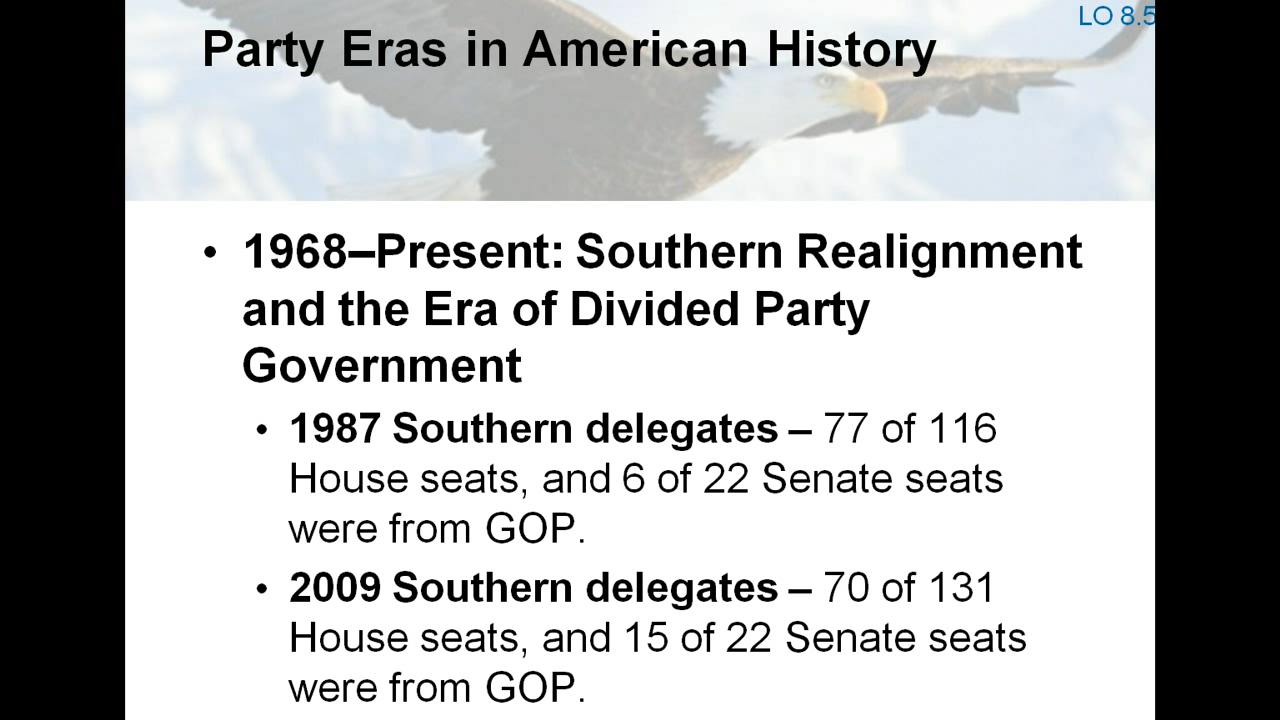 LO 8.5
Party Eras in American History
• 1968–Present: Southern Realignment
and the Era of Divided Party
Government
• 1987 Southern delegates – 77 of 116
House seats, and 6 of 22 Senate seats
were from GOP.
• 2009 Southern delegates – 70 of 131
House seats, and 15 of 22 Senate seats
were from GOP.